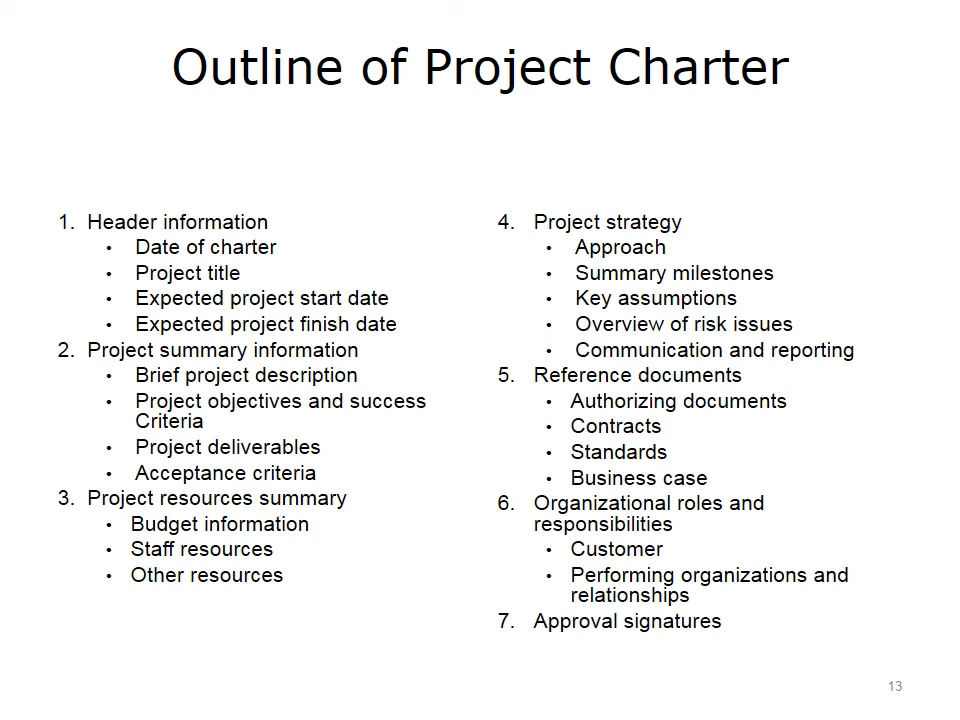 Outline of Project Charter
1. Header information
• Date of charter
• Project title
• Expected project start date
• Expected project finish date
2. Project summary information
• Brief project description
• Project objectives and success
Criteria
• Project deliverables
• Acceptance criteria
3. Project resources summary
• Budget information
• Staff resources
• Other resources
4. Project strategy
• Approach
• Summary milestones
• Key assumptions
• Overview of risk issues
• Communication and reporting
5. Reference documents
• Authorizing documents
• Contracts
• Standards
• Business case
6. Organizational roles and
responsibilities
• Customer
• Performing organizations and
relationships
7. Approval signatures
13